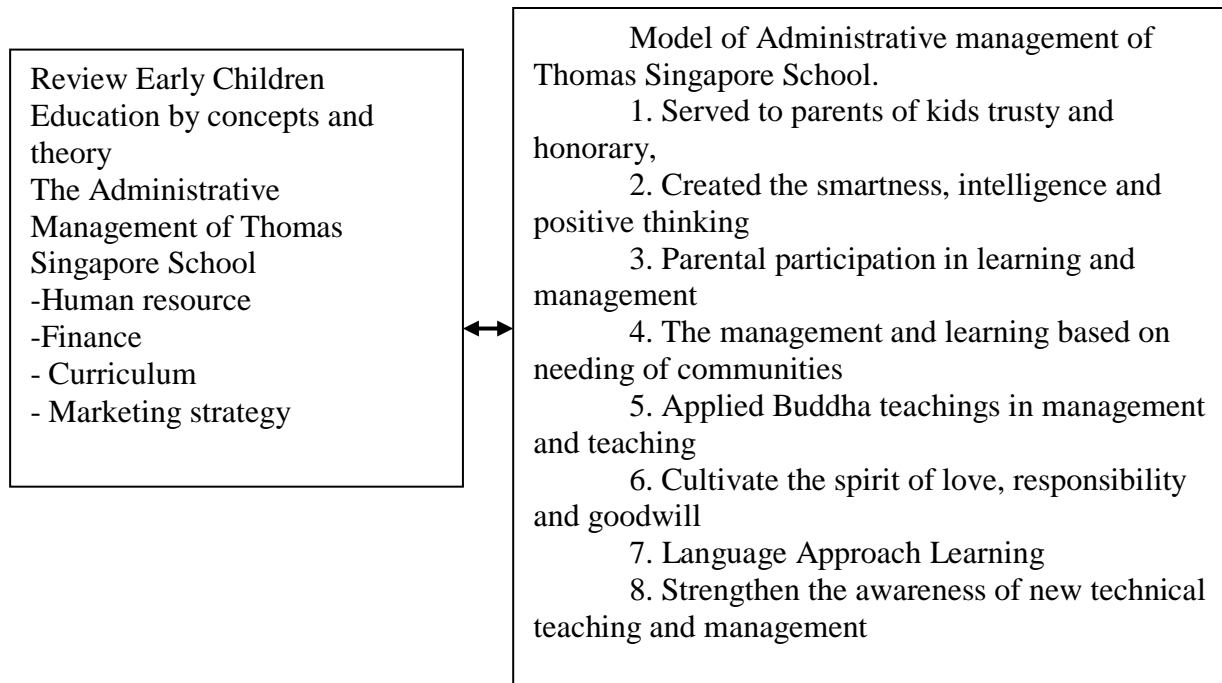 Review Early Children
Education by concepts and
theory
The Administrative
Management of Thomas
Singapore School
-Human resource
-Finance
- Curriculum
- Marketing strategy
Model of Administrative management of
Thomas Singapore School.
1. Served to parents of kids trusty and
honorary,
2. Created the smartness, intelligence and
positive thinking
3. Parental participation in learning and
management
4. The management and learning based on
needing of communities
5. Applied Buddha teachings in management
and teaching
6. Cultivate the spirit of love, responsibility
and goodwill
7. Language Approach Learning
8. Strengthen the awareness of new technical
teaching and management